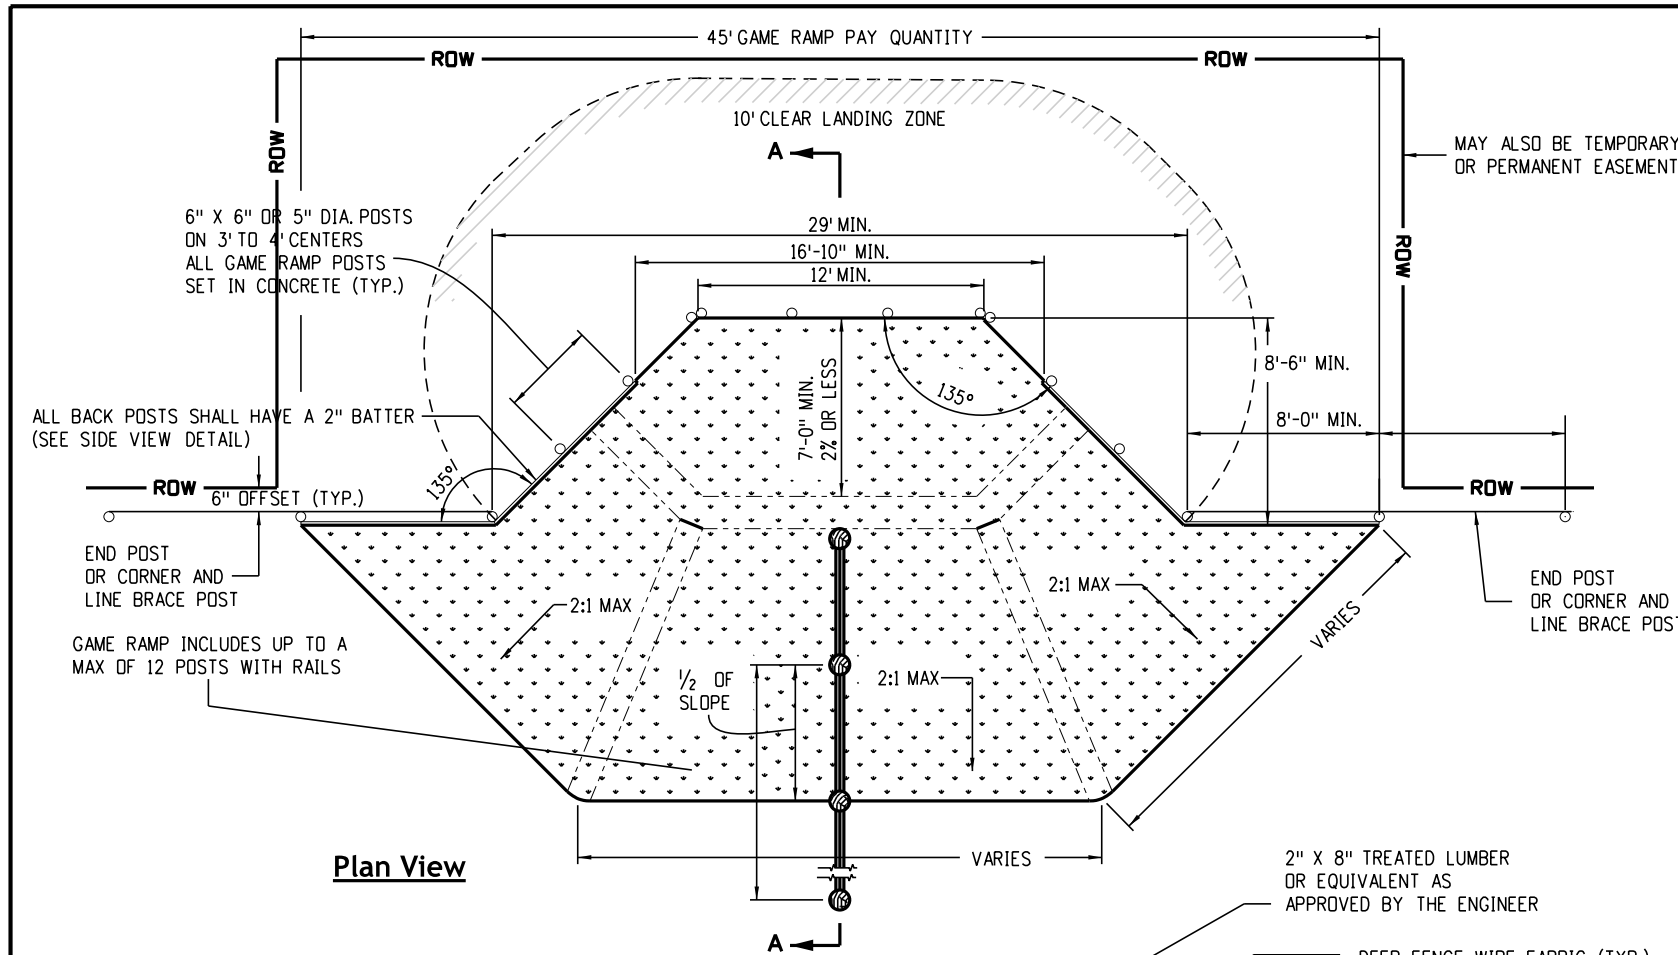 45' GAME RAMP PAY QUANTITY
ROW
ROW
10' CLEAR LANDING ZONE
ROW
A
MAY ALSO BE TEMPORARY
OR PERMANENT EASEMENT
6" X 6" OR 5" DIA. POSTS
ON 3' TO 4' CENTERS
ALL GAME RAMP POSTS
SET IN CONCRETE (TYP.)
29' MIN.
16'-10" MIN.
12' MIN.
ROW
8'-6" MIN.
7'-0" MIN.
2% OR LESS
135°
ALL BACK POSTS SHALL HAVE A 2" BATTER
(SEE SIDE VIEW DETAIL)
8'-0" MIN.
135°
ROW
6" OFFSET (TYP.)
ROW
END POST
OR CORNER AND
LINE BRACE POST
END POST
OR CORNER AND
LINE BRACE POST
2:1 MAX
2:1 MAX
VARIES
GAME RAMP INCLUDES UP TO A
MAX OF 12 POSTS WITH RAILS
1/2 OF
SLOPE
2:1 MAX
VARIES
Plan View
2" X 8" TREATED LUMBER
OR EQUIVALENT AS
APPROVED BY THE ENGINEER
A
DEER FENCE WIRE FABRIC (TYP.)